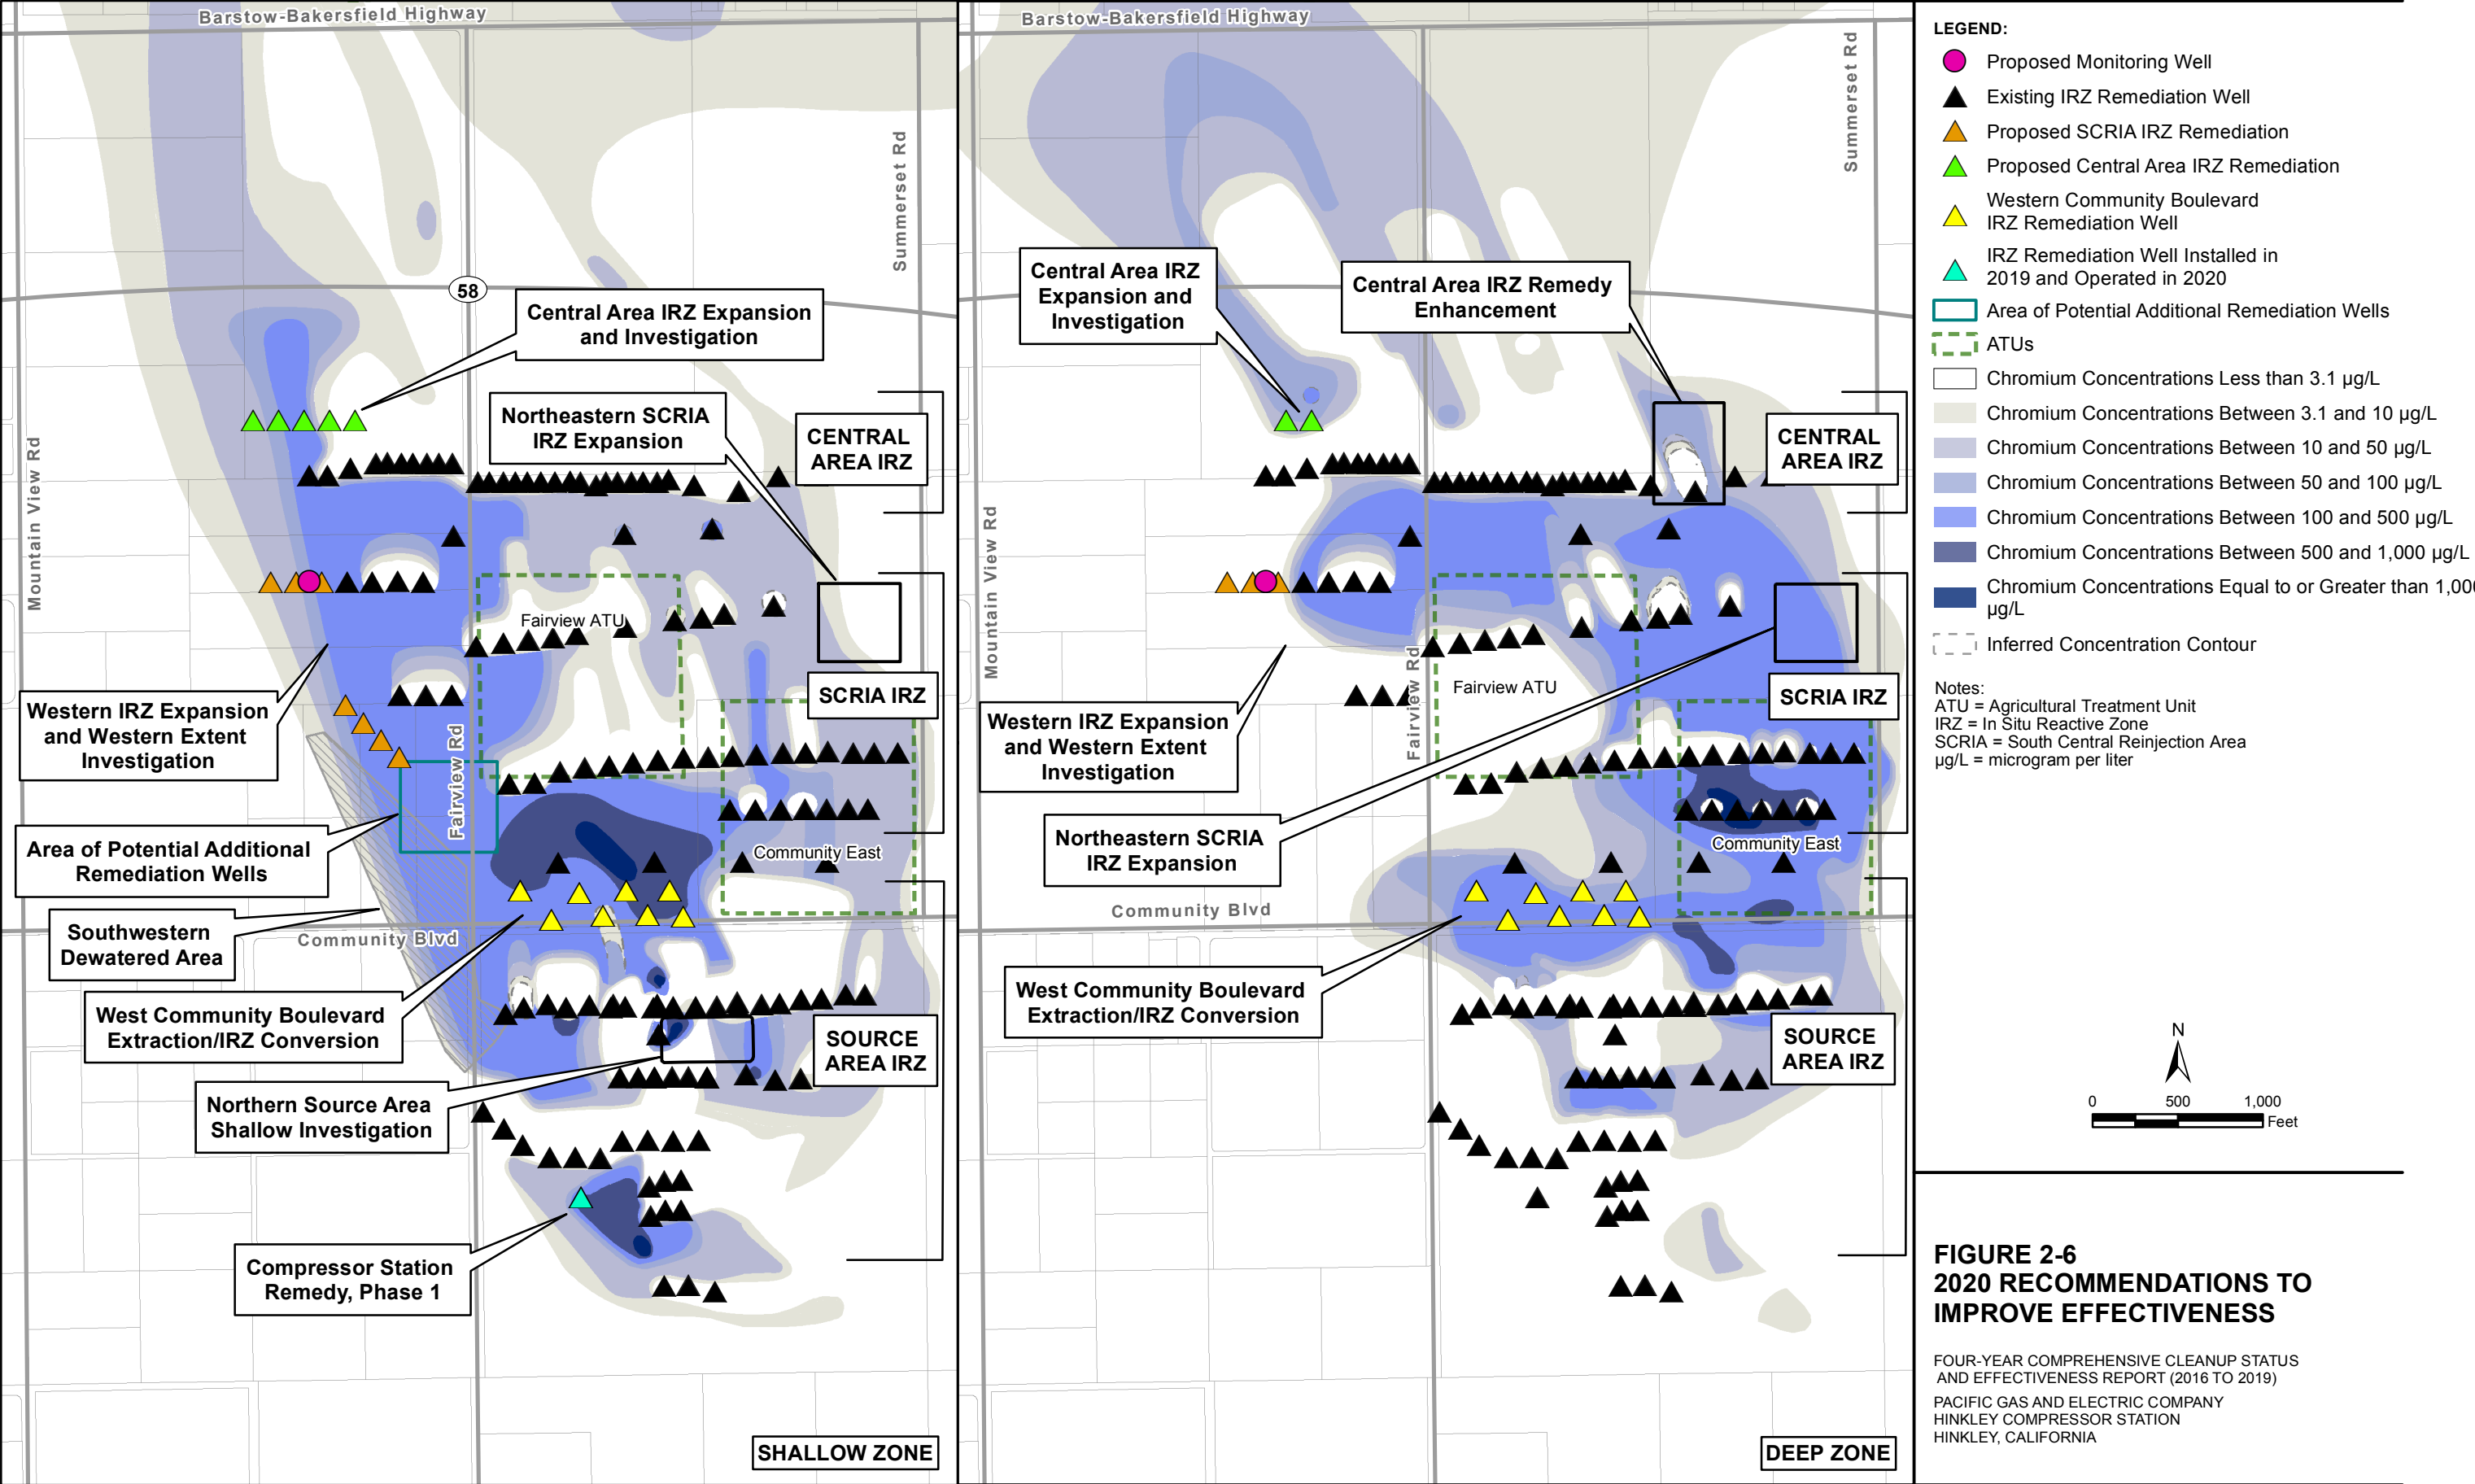 Barstow-Bakersfield Highway
Summerset Rd
58
Central Area IRZ Expansion
and Investigation
Northeastern SCRIA
IRZ Expansion
CENTRAL
AREA IRZ
Mountain View Rd
Fairview ATU
SCRIA IRZ
Western IRZ Expansion
and Western Extent
Investigation
Fairview Rd
Area of Potential Additional
Remediation Wells
Community East
Southwestern
Dewatered Area
Community Blvd
West Community Boulevard
Extraction/IRZ Conversion
SOURCE
AREA IRZ
Northern Source Area
Shallow Investigation
Compressor Station
Remedy, Phase 1
SHALLOW ZONE
Barstow-Bakersfield Highway
Summerset Rd
Central Area IRZ
Expansion and
Investigation
Central Area IRZ Remedy
Enhancement
CENTRAL
AREA IRZ
Mountain View Rd
Fairview Rd
Fairview ATU
SCRIA IRZ
Western IRZ Expansion
and Western Extent
Investigation
Northeastern SCRIA
IRZ Expansion
Community East
Community Blvd
West Community Boulevard
Extraction/IRZ Conversion
SOURCE
AREA IRZ
DEEP ZONE
LEGEND:
Proposed Monitoring Well
Existing IRZ Remediation Well
Proposed SCRIA IRZ Remediation
Proposed Central Area IRZ Remediation
Western Community Boulevard
IRZ Remediation Well
IRZ Remediation Well Installed in
2019 and Operated in 2020
Area of Potential Additional Remediation Wells
ATUs
Chromium Concentrations Less than 3.1 µg/L
Chromium Concentrations Between 3.1 and 10 µg/L
Chromium Concentrations Between 10 and 50 µg/L
Chromium Concentrations Between 50 and 100 µg/L
Chromium Concentrations Between 100 and 500 µg/L
Chromium Concentrations Between 500 and 1,000 µg/L
Chromium Concentrations Equal to or Greater than 1,00
µg/L
Inferred Concentration Contour
Notes:
ATU = Agricultural Treatment Unit
IRZ = In Situ Reactive Zone
SCRIA = South Central Reinjection Area
µg/L = microgram per liter
N
0 500 1,000
Feet
FIGURE 2-6
2020 RECOMMENDATIONS TO
IMPROVE EFFECTIVENESS
FOUR-YEAR COMPREHENSIVE CLEANUP STATUS
AND EFFECTIVENESS REPORT (2016 TO 2019)
PACIFIC GAS AND ELECTRIC COMPANY
HINKLEY COMPRESSOR STATION
HINKLEY, CALIFORNIA